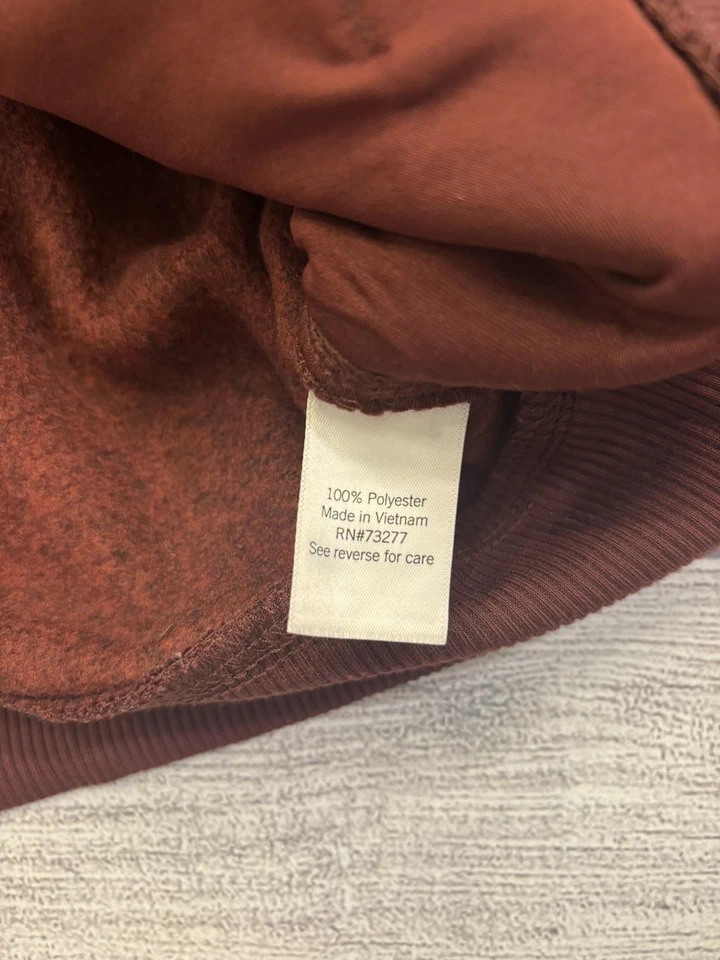 100% Polyester
Made in Vietnam
RN#73277
See reverse for care